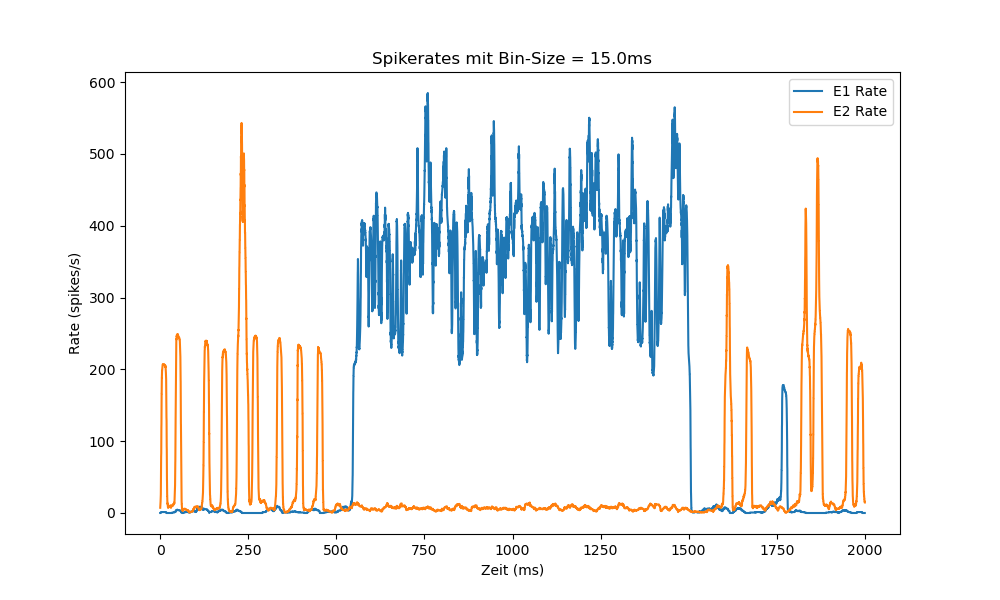 Spikerates mit Bin-Size = 15.0ms
E1 Rate
E2 Rate
600
500
400
300
200
100
0
Rate (spikes/s)
0 250 500 750 1000 1250 1500 1750 2000
Zeit (ms)